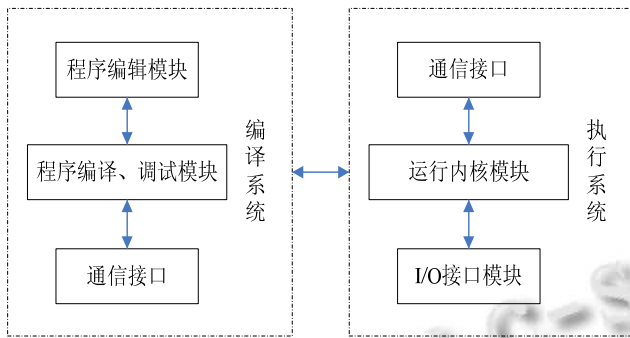 程序编辑模块
程序编译、调试模块
通信接口
编译系统
通信接口
运行内核模块
I/O接口模块
执行系统